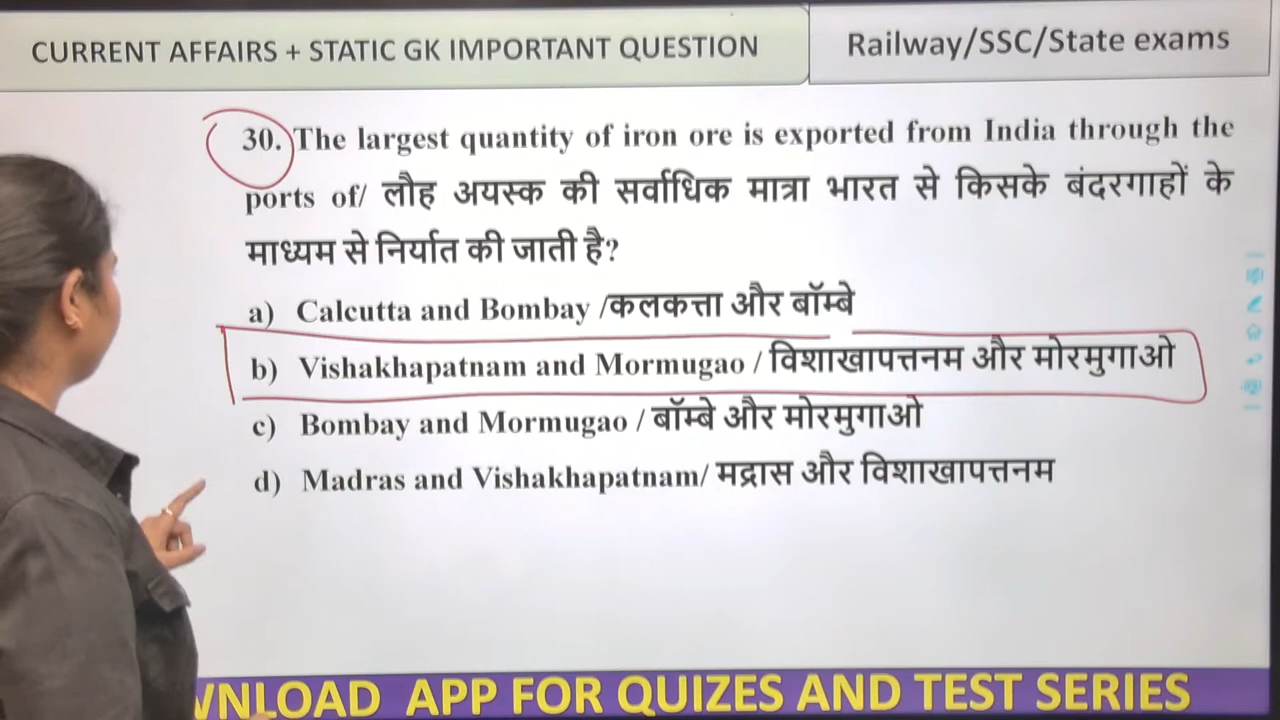 CURRENT AFFAIRS + STATIC GK IMPORTANT QUESTION
Railway/SSC/State exams
30. The largest quantity of iron ore is exported from India through the
ports of/ लौह अयस्क की सर्वाधिक मात्रा भारत से किसके बंदरगाहों के
माध्यम से निर्यात की जाती है?
a) Calcutta and Bombay /कलकत्ता और बॉम्बे
b) Vishakhapatnam and Mormugao / विशाखापत्तनम और मोरमुगाओ
c) Bombay and Mormugao / बॉम्बे और मोरमुगाओ
d) Madras and Vishakhapatnam/ मद्रास और विशाखापत्तनम
WNLOAD APP FOR QUIZES AND TEST SERIES